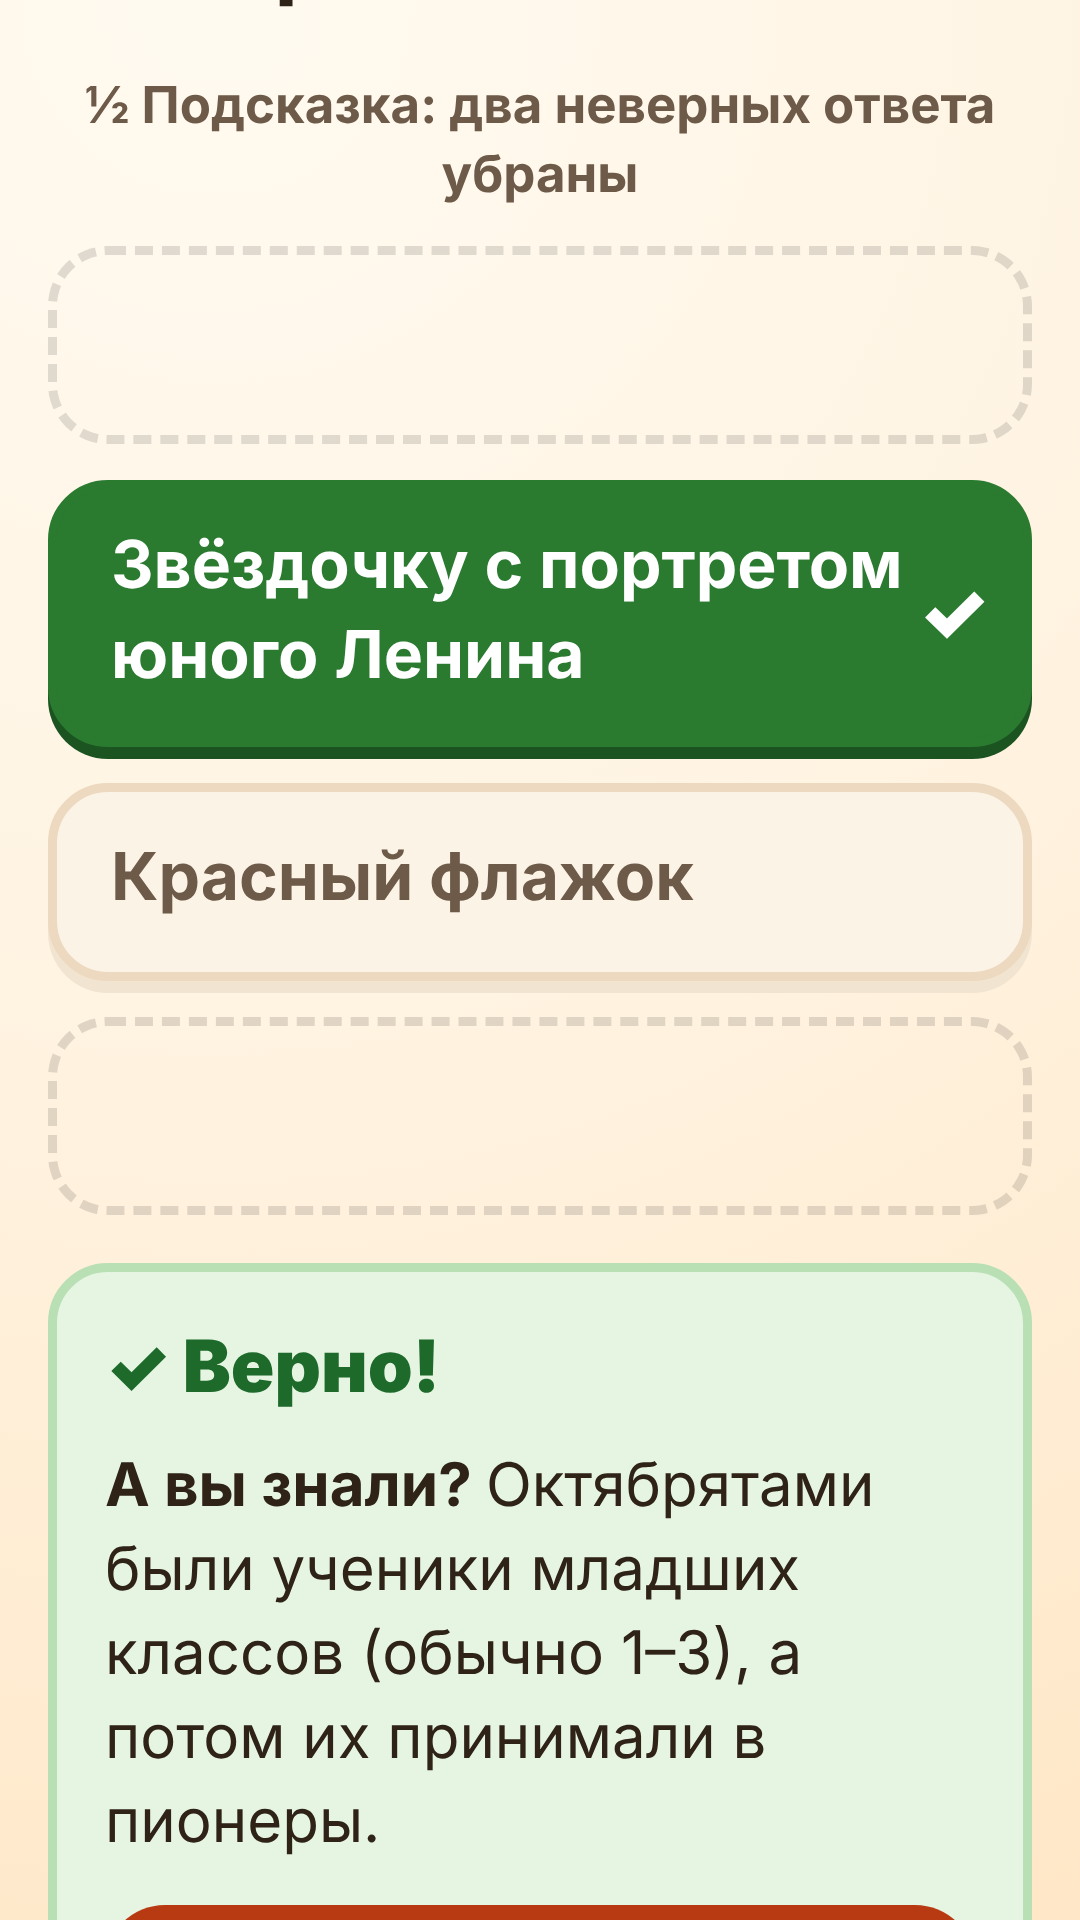 ½ Подсказка: два неверных ответа
убраны
Звёздочку с портретом
юного Ленина
Красный флажок
Верно!
А вы знали? Октябрятами
были ученики младших
классов (обычно 1–3), а
потом их принимали в
пионеры.